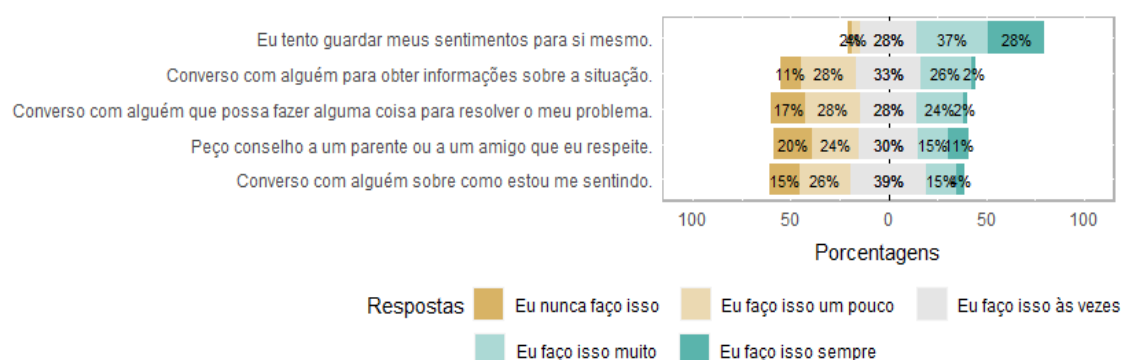 Eu tento guardar meus sentimentos para si mesmo. 2% 4% 28% 37% 28%
Converso com alguém para obter informações sobre a situação. 11% 28% 33% 26% 2%
Converso com alguém que possa fazer alguma coisa para resolver o meu problema. 17% 28% 28% 24% 2%
Peço conselho a um parente ou a um amigo que eu respeite. 20% 24% 30% 15% 11%
Converso com alguém sobre como estou me sentindo. 15% 26% 39% 15% 4%
100 50 0 50 100
Porcentagens
Respostas Eu nunca faço isso Eu faço isso um pouco Eu faço isso às vezes
Eu faço isso muito Eu faço isso sempre